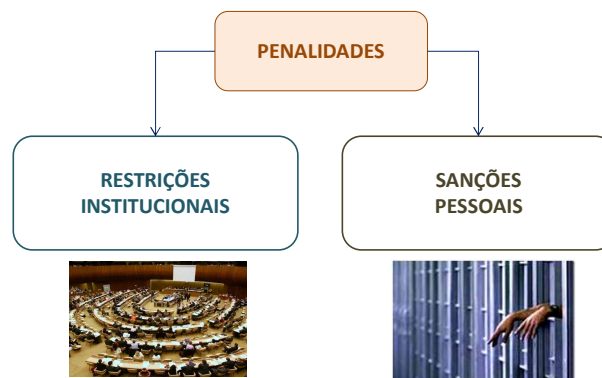 PENALIDADES
RESTRIÇÕES
INSTITUCIONAIS
SANÇÕES
PESSOAIS